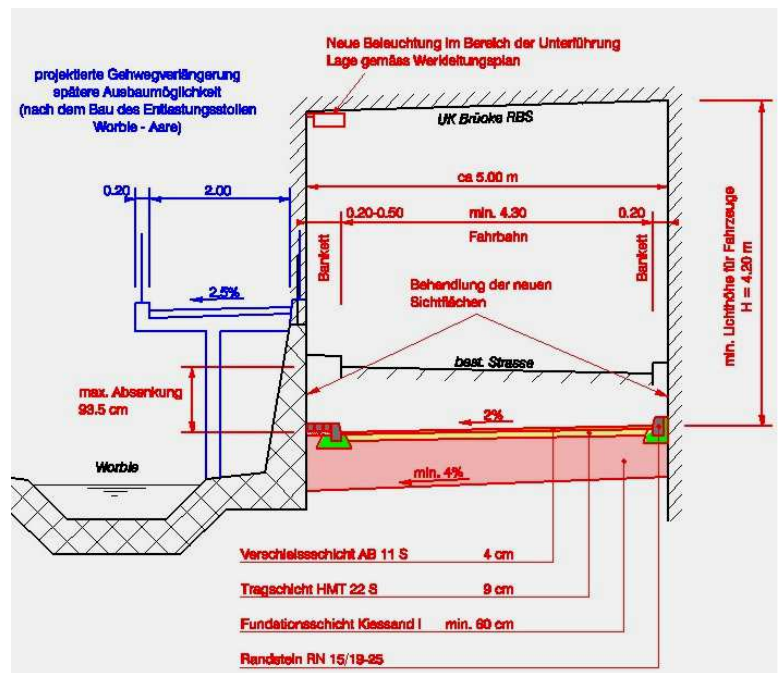 Neue Beleuchtung im Bereich der Unterführung
Lage gemäss Werkleitungsplan
projektierte Gehwegverlängerung
spätere Ausbaumöglichkeit
(nach dem Bau des Entlastungsstollen
Worble - Aare)
UK Brücke RBS
ca 5.00 m
0.20
2.00
0.20-0.50
min. 4.30
0.20
Fahrbahn
Bankett
Bankett
min. Lichthöhe für Fahrzeuge
H = 4.20 m
Behandlung der neuen
Sichtflächen
2.5%
best. Strasse
max. Absenkung
93.5 cm
2%
Worble
min. 4%
Verschleissschicht AB 11 S 4 cm
Tragschicht HMT 22 S 9 cm
Fundationsschicht Kiessand I min. 60 cm
Randstein RN 15/19-25